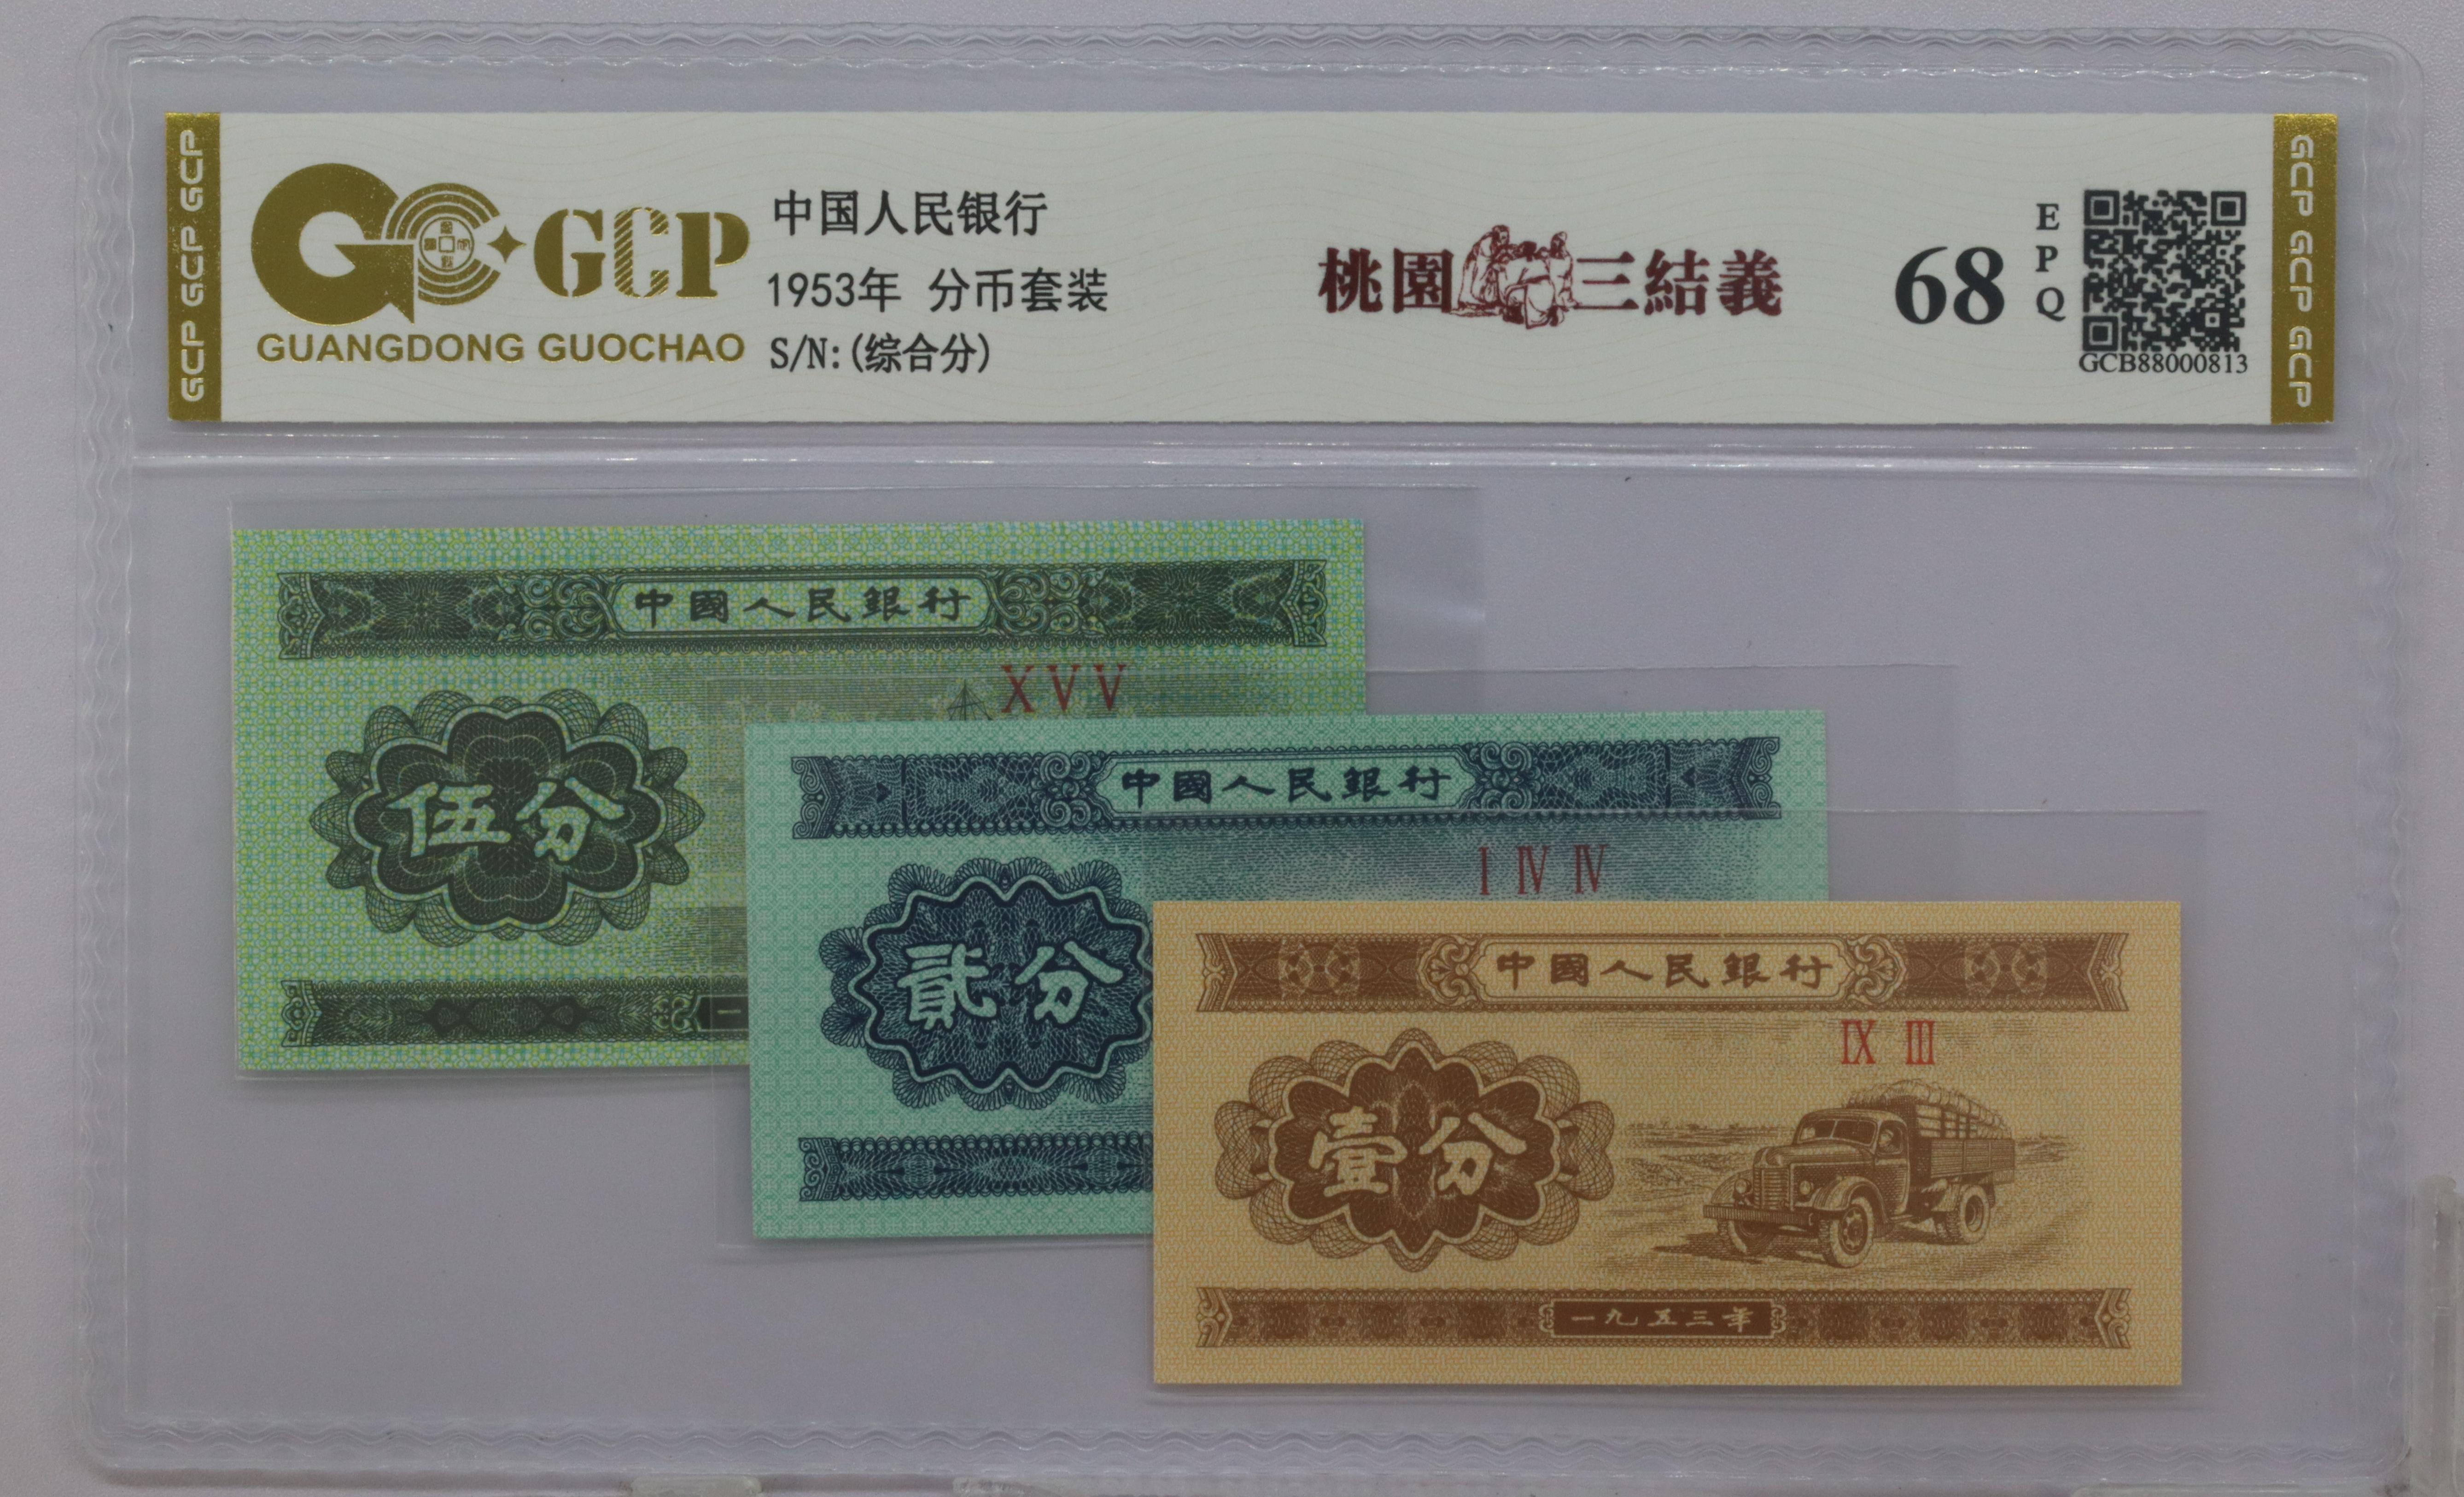 GCP GCP GCP
GCP
GUANGDONG GUOCHAO
中国人民银行
1953年 分币套装
S/N:(综合分)
桃園三結義
68
EPQ
GCB88000813
GCP GCP GCP
中國人民銀行
XVV
伍分
一
中國人民銀行
I IV IV
貳分
中國人民銀行
IX III
壹分
一九五三年